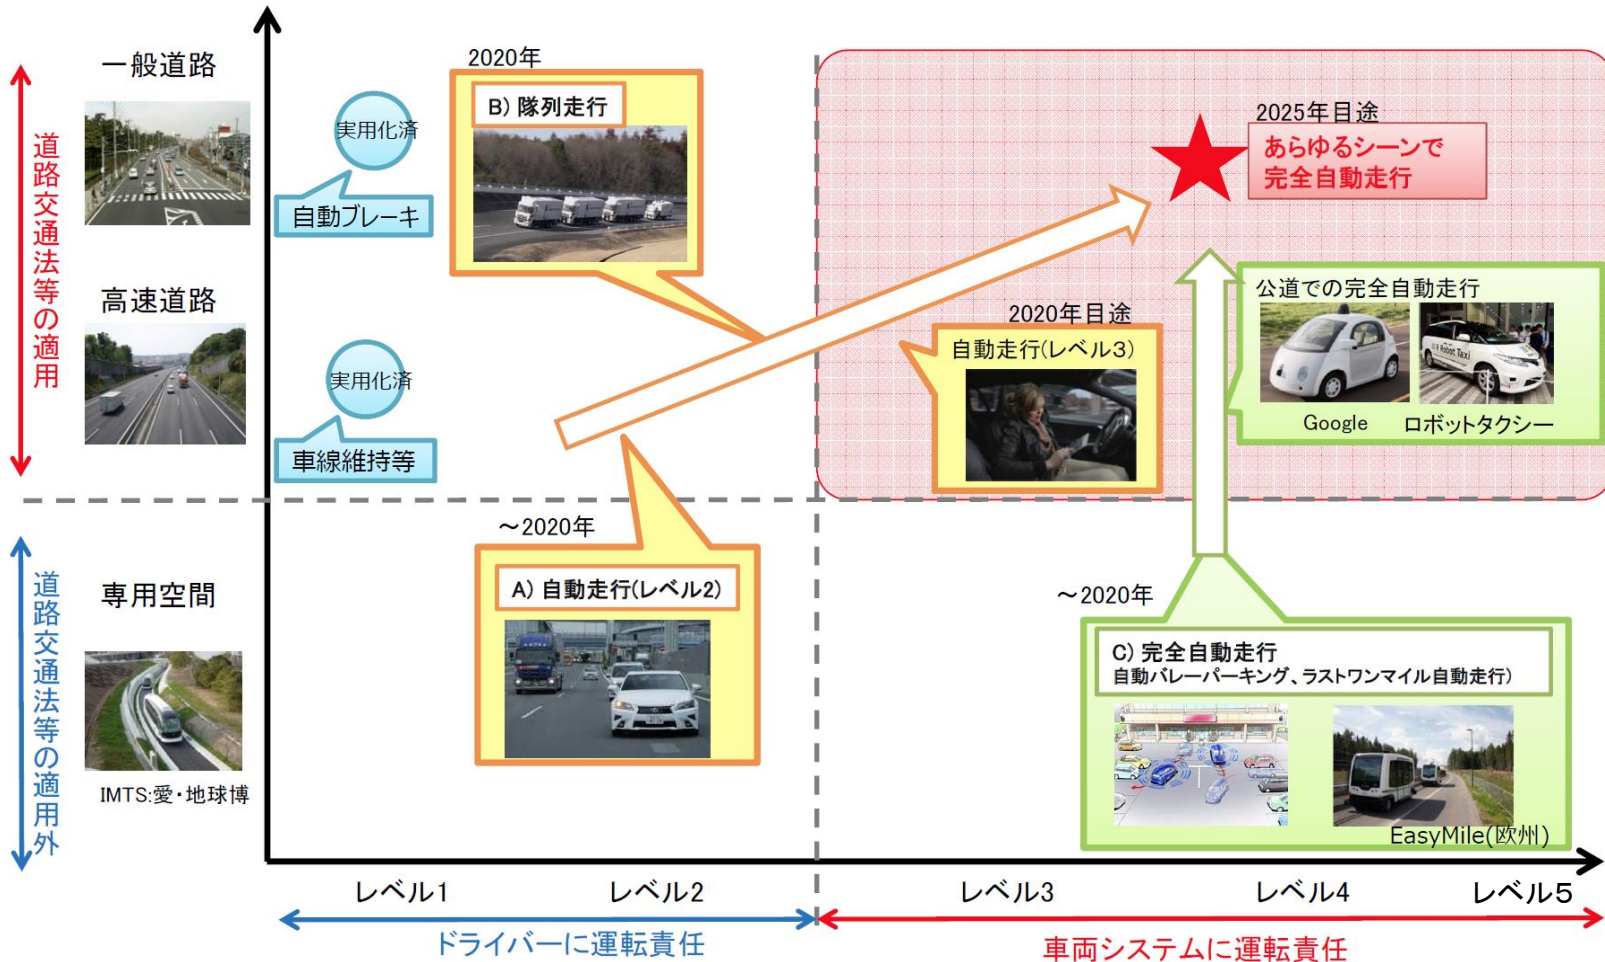 一般道路
道路交通法等の適用
高速道路
2020年
B) 隊列走行
実用化済
自動ブレーキ
実用化済
車線維持等
2025年目途
あらゆるシーンで
完全自動走行
2020年目途
自動走行(レベル3)
公道での完全自動走行
Robot Taxi
Google
ロボットタクシー
道路交通法等の適用外
専用空間
IMTS:愛・地球博
～2020年
A) 自動走行(レベル2)
～2020年
C) 完全自動走行
自動バレーパーキング、ラストワンマイル自動走行)
EasyMile(欧州)
レベル1
レベル2
レベル3
レベル4
レベル5
ドライバーに運転責任
車両システムに運転責任